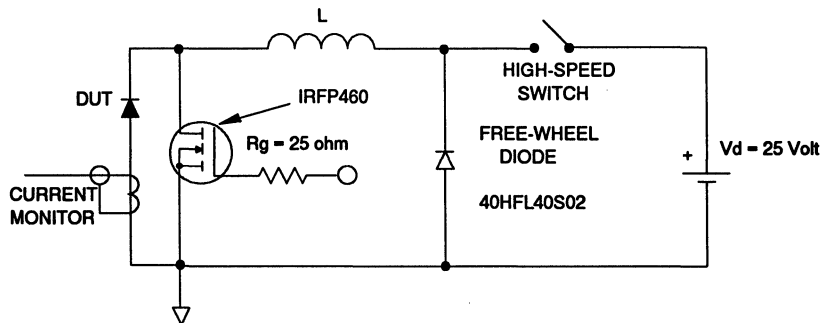 L
HIGH-SPEED
SWITCH
DUT
IRFP460
Rg = 25 ohm
FREE-WHEEL
DIODE
+
Vd = 25 Volt
CURRENT
MONITOR
40HFL40S02